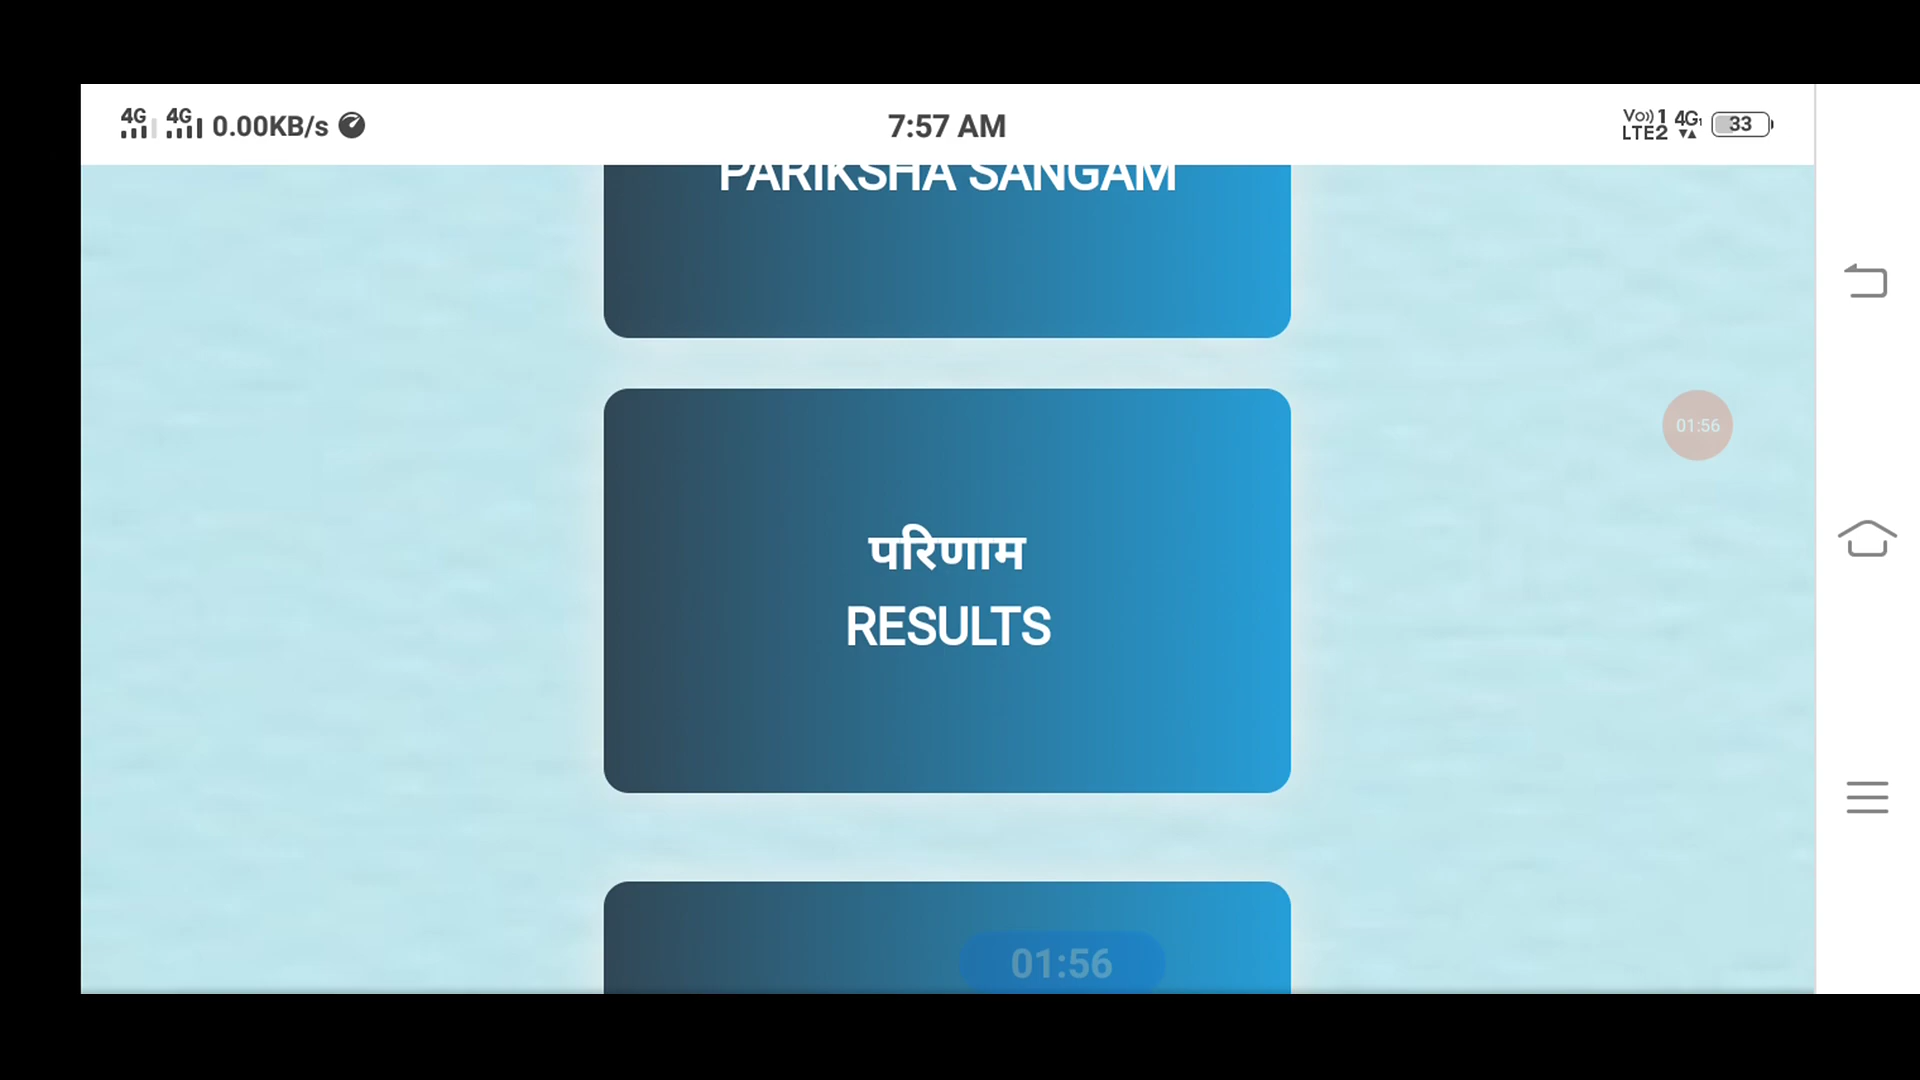 4G 4G 0.00KB/s
7:57 AM
Vo)) 1 4G
LTE2
33
PARIKSHA SANGAM
01:56
परिणाम
RESULTS
01:56